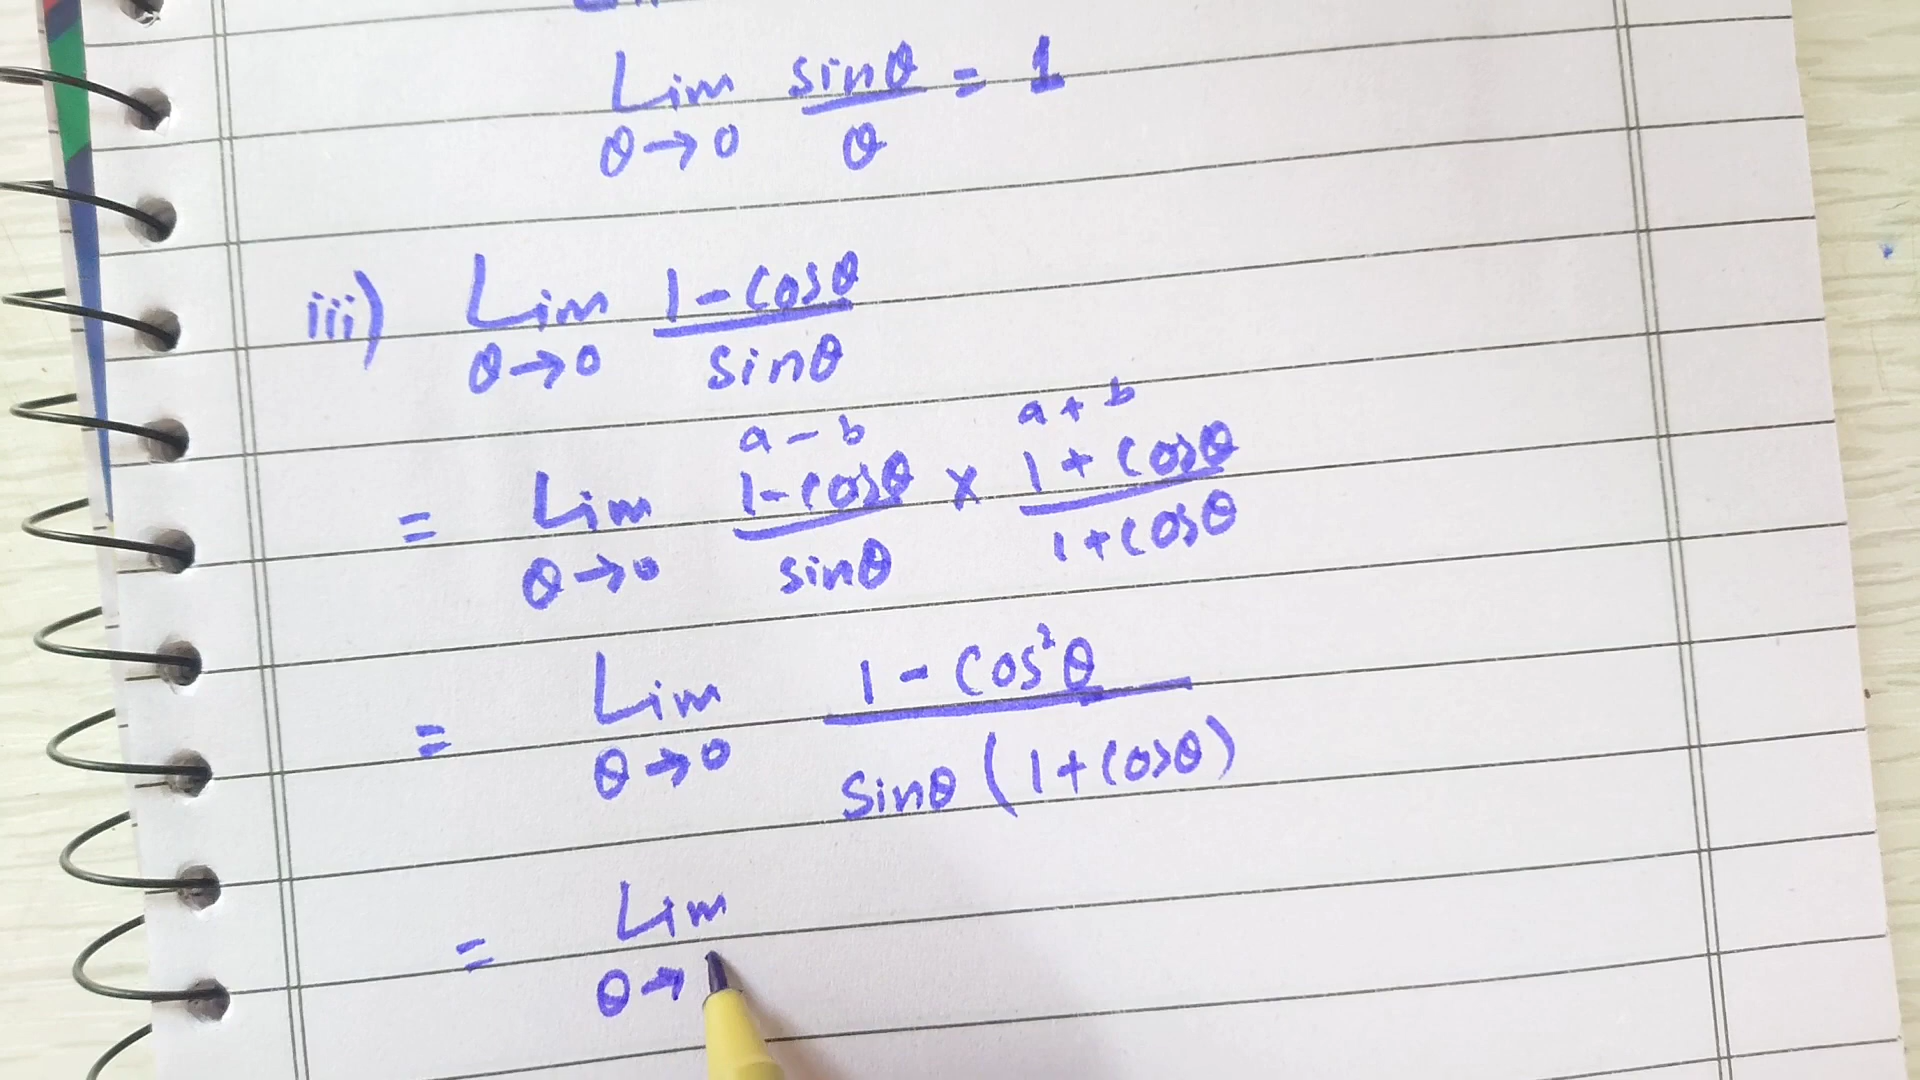 Lim sinθ = 1
θ→0 θ
iii) Lim 1-cosθ
θ→0 sinθ
a - b a + b
= Lim 1-cosθ × 1+cosθ
θ→0 sinθ 1+cosθ
= Lim 1-cos²θ
θ→0 sinθ(1+cosθ)
= Lim
θ→